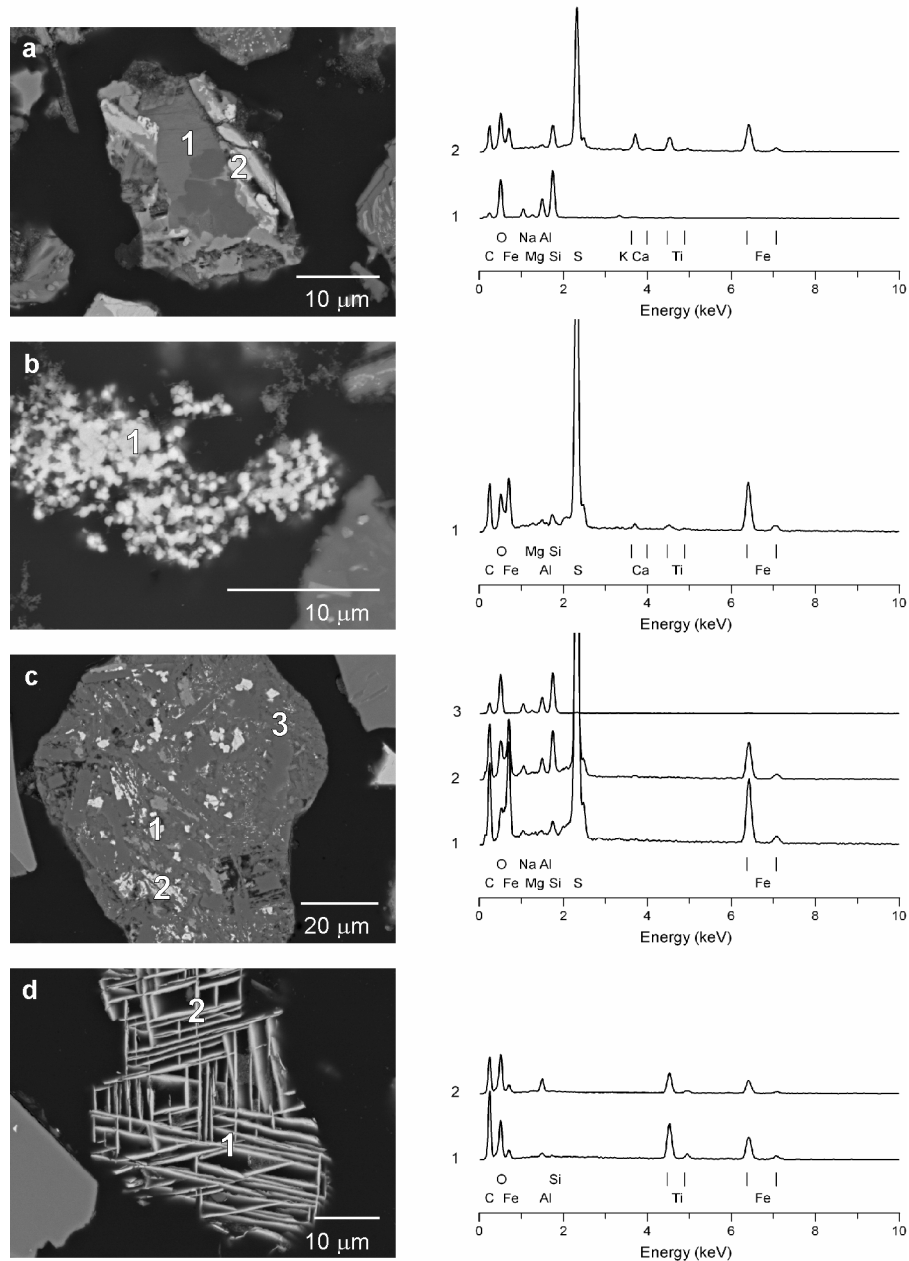 a
1
2
10 μm
2
1
O Na Al
C Fe Mg Si S K Ca Ti Fe
0 2 4 6 8 10
Energy (keV)
b
1
10 μm
1
O Mg Si
C Fe Al S Ca Ti Fe
0 2 4 6 8 10
Energy (keV)
c
3
1
2
20 μm
3
2
1
O Na Al
C Fe Mg Si S Fe
0 2 4 6 8 10
Energy (keV)
d
2
1
10 μm
2
1
O Si
C Fe Al Ti Fe
0 2 4 6 8 10
Energy (keV)